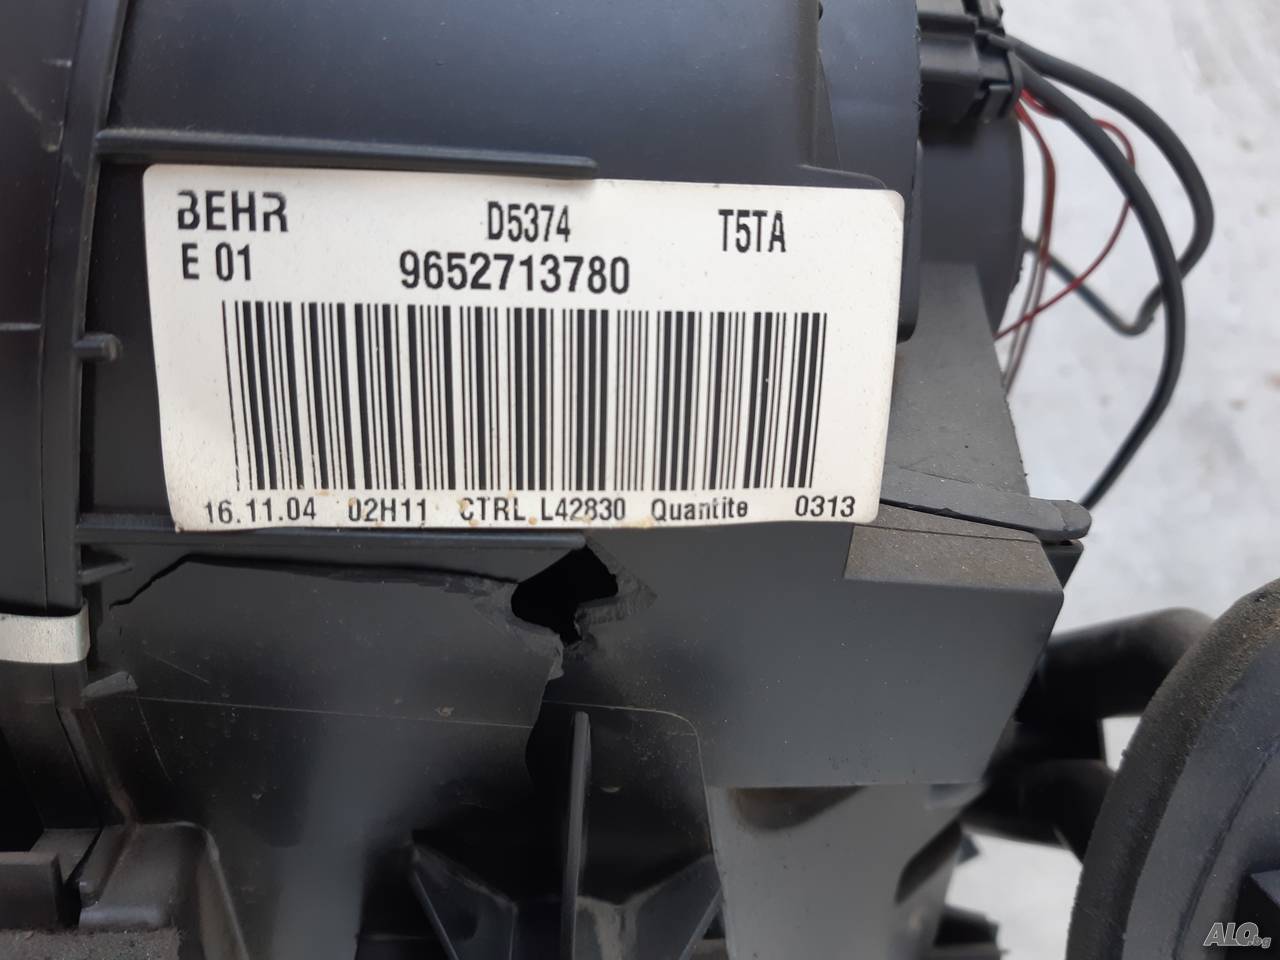 BEHR D5374 T5TA
E 01 9652713780
16.11.04 02H11 CTRL L42830 Quantite 0313
ALO.bg